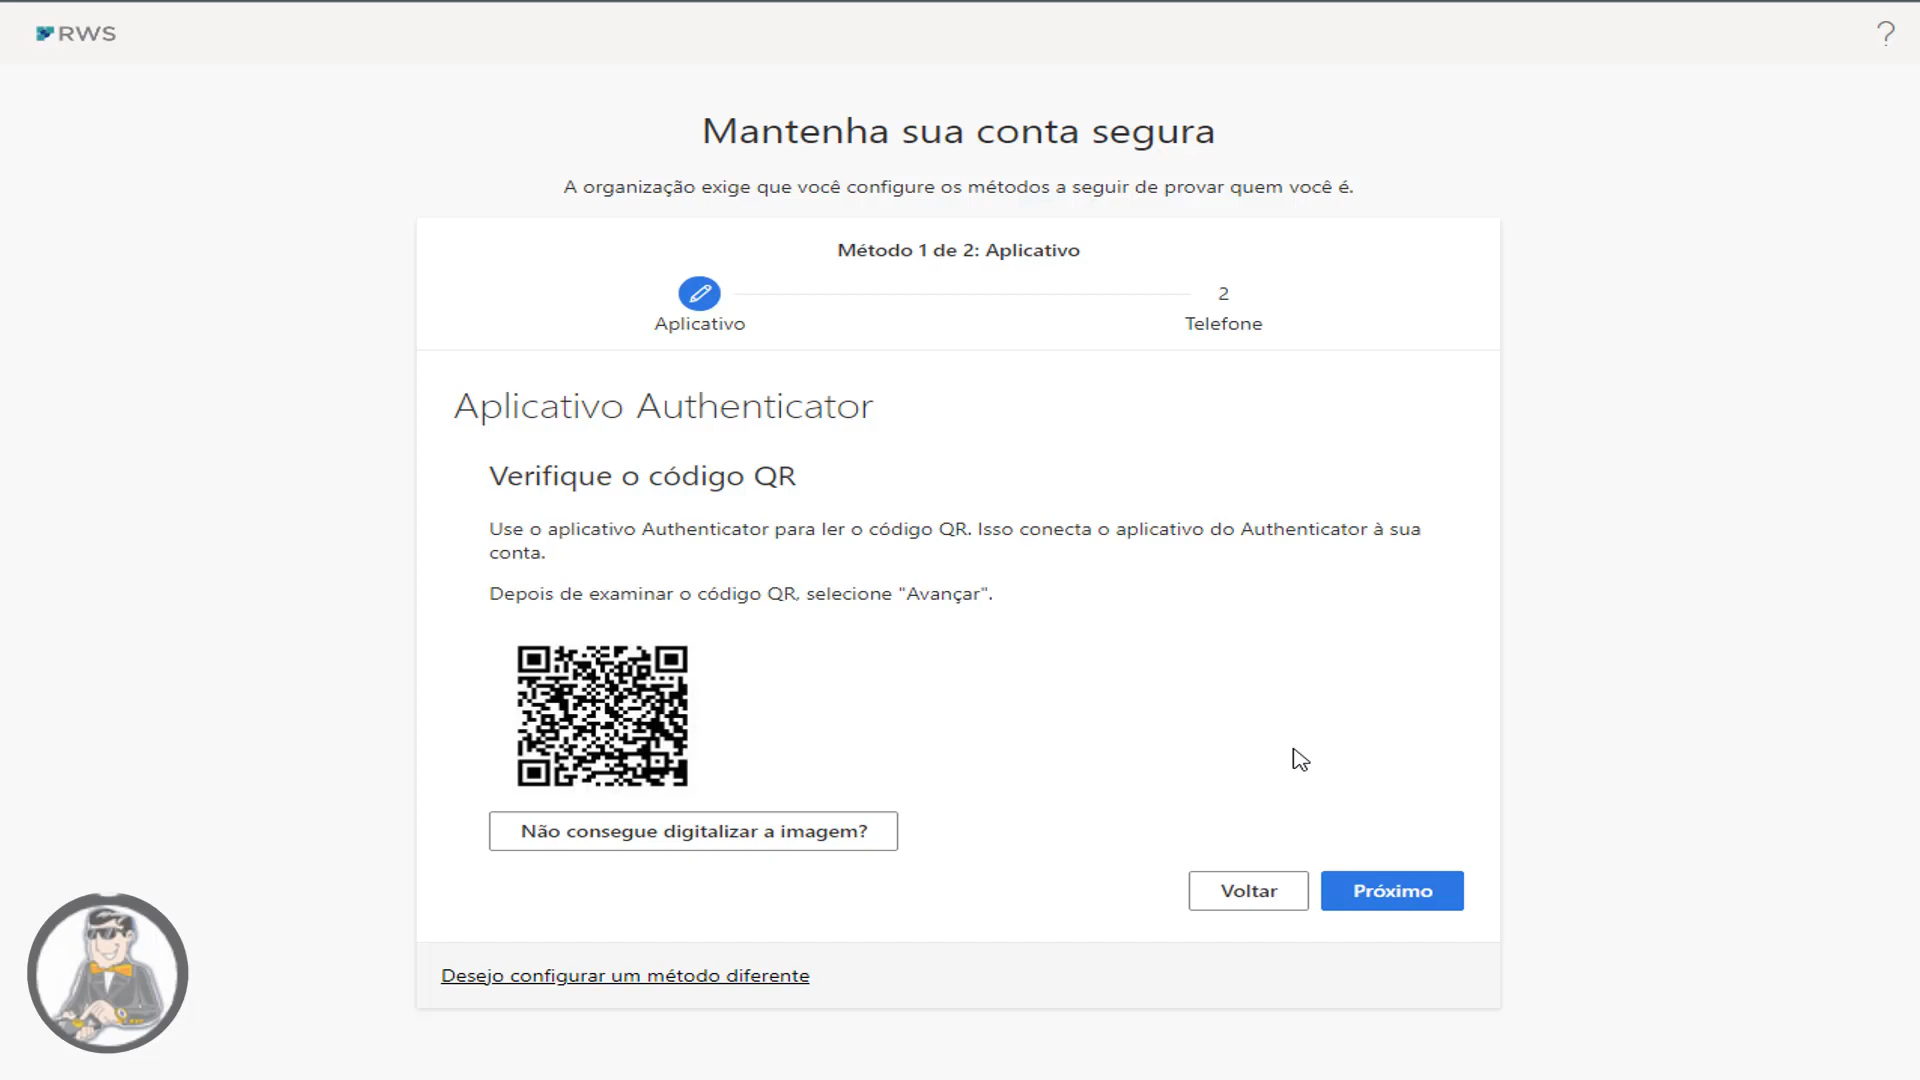 RWS
?
Mantenha sua conta segura
A organização exige que você configure os métodos a seguir de provar quem você é.
Método 1 de 2: Aplicativo
2
Aplicativo
Telefone
Aplicativo Authenticator
Verifique o código QR
Use o aplicativo Authenticator para ler o código QR. Isso conecta o aplicativo do Authenticator à sua
conta.
Depois de examinar o código QR, selecione "Avançar".
Não consegue digitalizar a imagem?
Voltar
Próximo
Desejo configurar um método diferente